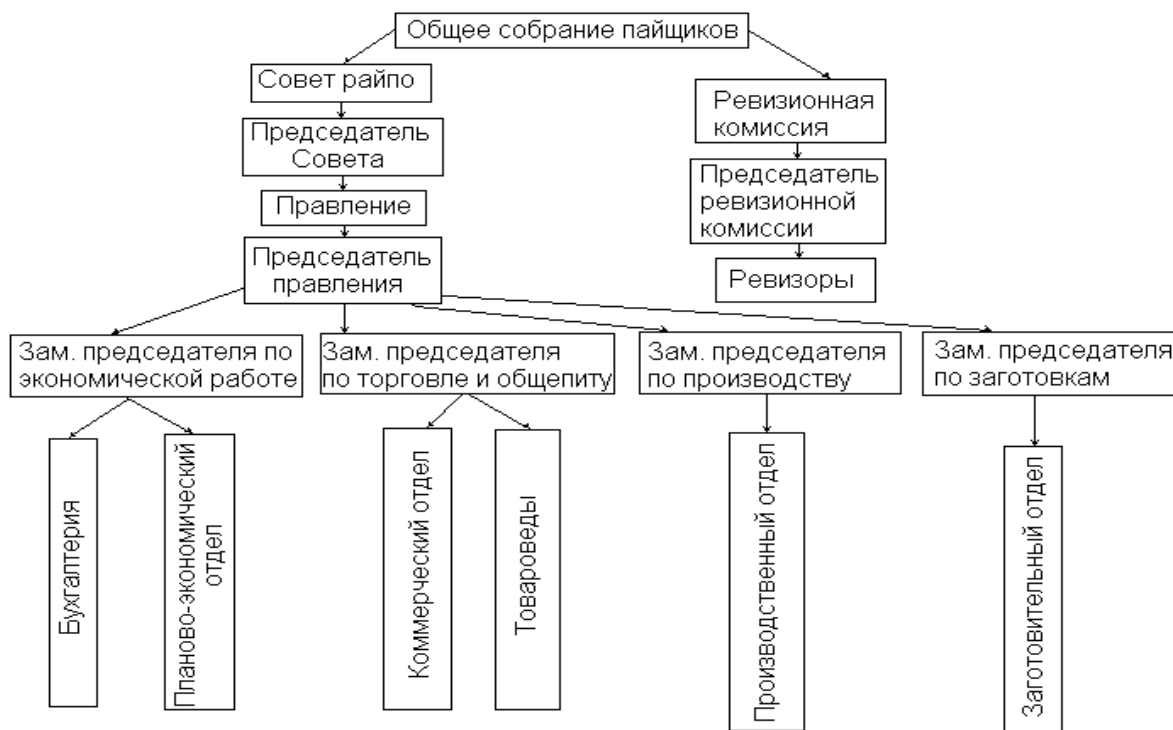 Общее собрание пайщиков
Совет райпо
Ревизионная
комиссия
Председатель
Совета
Председатель
ревизионной
комиссии
Правление
Председатель
правления
Ревизоры
Зам. председателя по
экономической работе
Зам. председателя
по торговле и общепиту
Зам. председателя
по производству
Зам. председателя
по заготовкам
Бухгалтерия
Планово-экономический
отдел
Коммерческий отдел
Товароведы
Производственный отдел
Заготовительный отдел